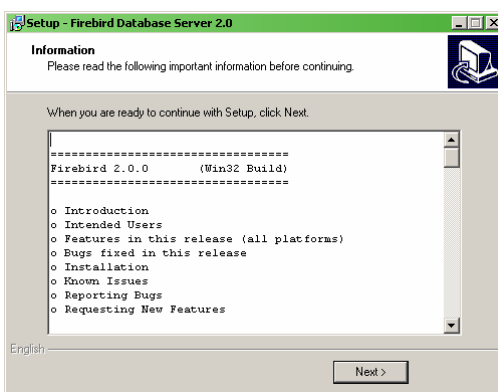 Setup - Firebird Database Server 2.0
Information
Please read the following important information before continuing.
When you are ready to continue with Setup, click Next.
==================================
Firebird 2.0.0 (Win32 Build)
==================================
o Introduction
o Intended Users
o Features in this release (all platforms)
o Bugs fixed in this release
o Installation
o Known Issues
o Reporting Bugs
o Requesting New Features
English
Next >